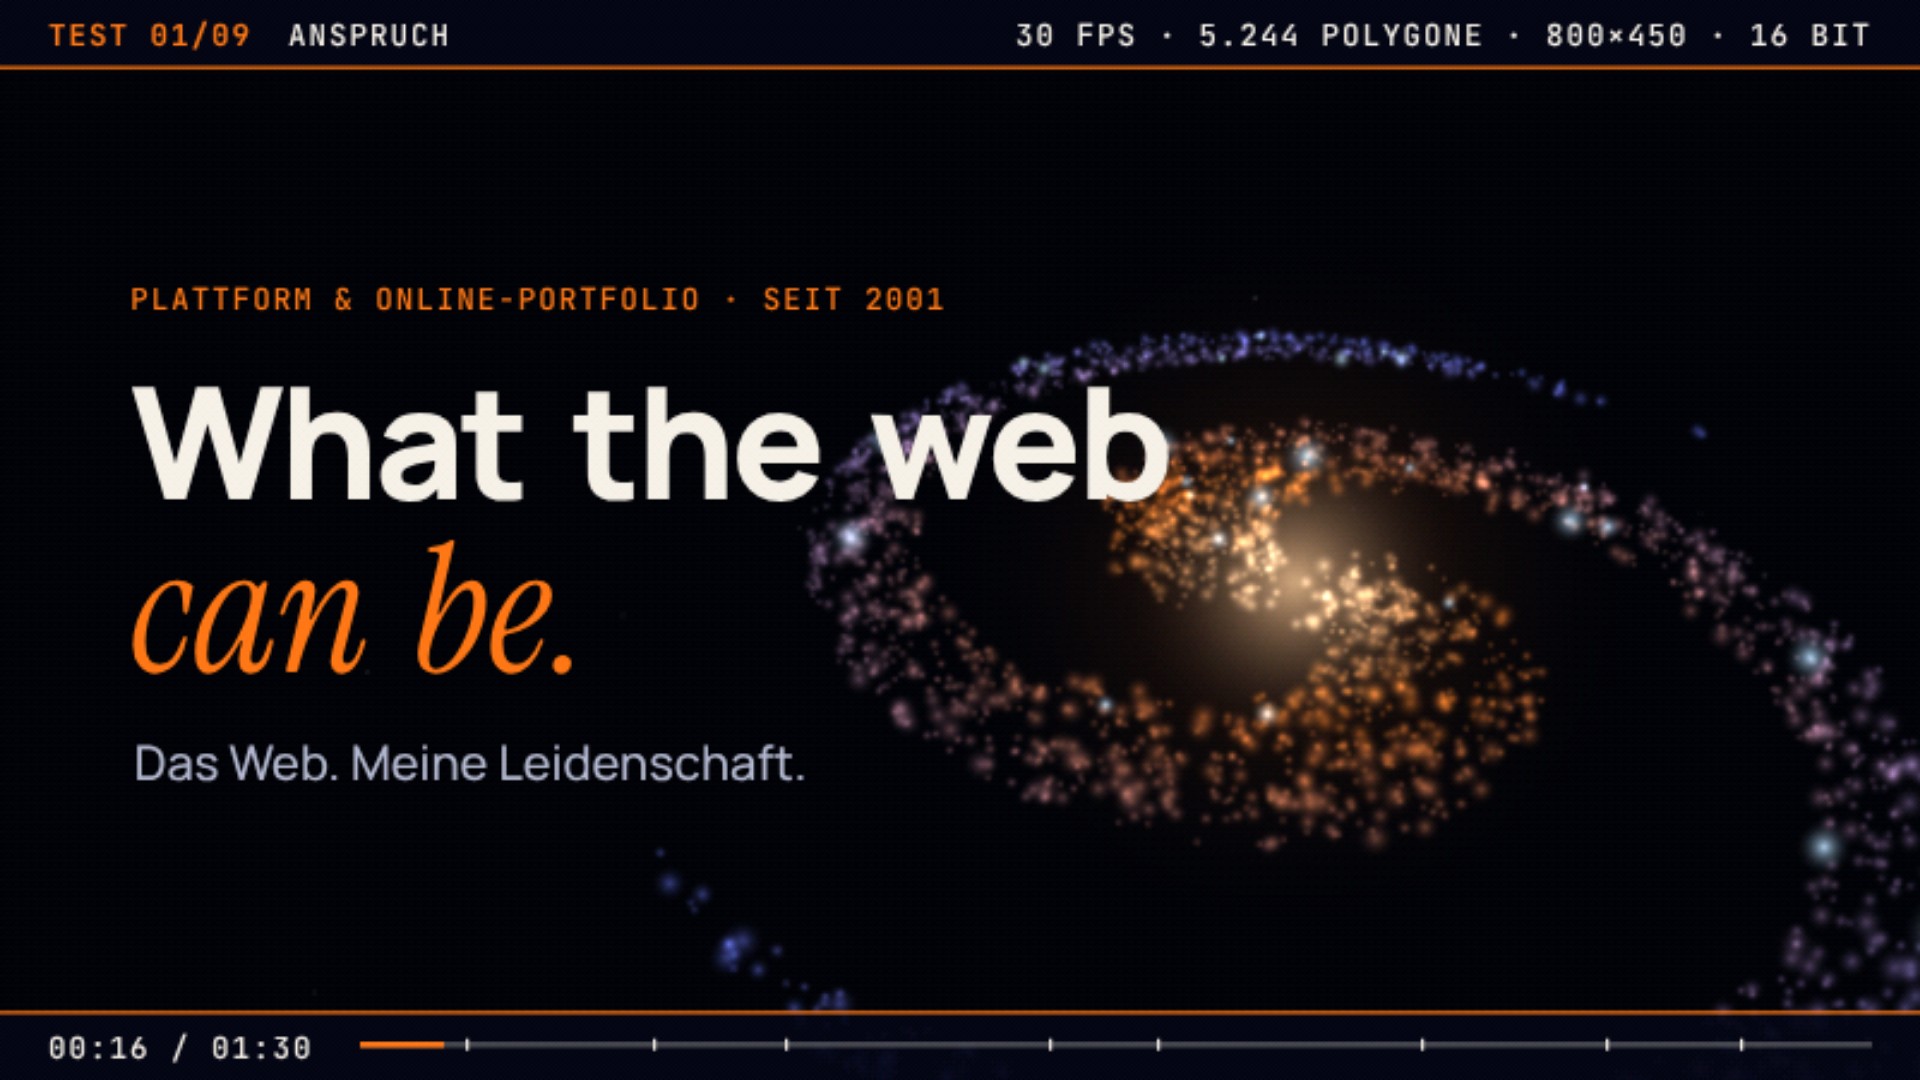 TEST 01/09 ANSPRUCH
30 FPS · 5.244 POLYGONE · 800×450 · 16 BIT
PLATTFORM & ONLINE-PORTFOLIO · SEIT 2001
What the web
can be.
Das Web. Meine Leidenschaft.
00:16 / 01:30